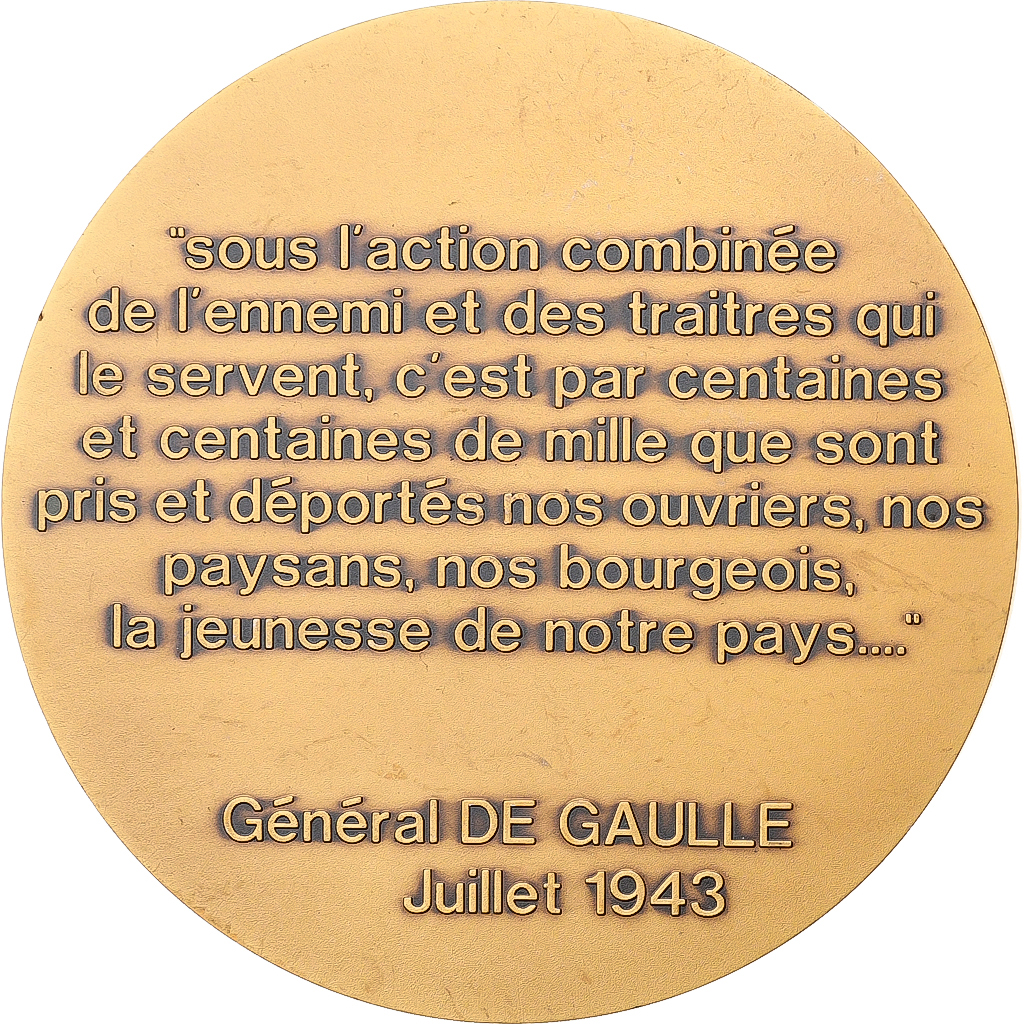 "sous l'action combinée
de l'ennemi et des traitres qui
le servent, c'est par centaines
et centaines de mille que sont
pris et déportés nos ouvriers, nos
paysans, nos bourgeois,
la jeunesse de notre pays...."
Général DE GAULLE
Juillet 1943